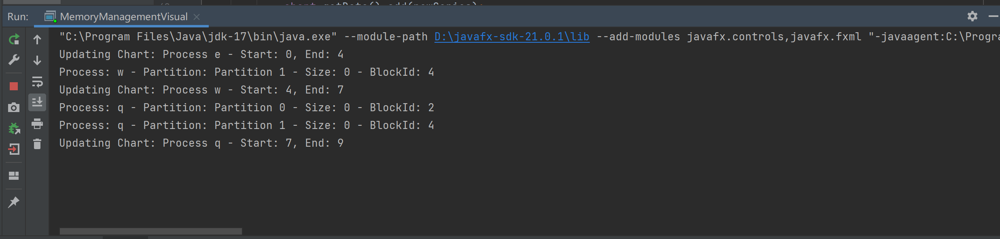 Run: MemoryManagementVisual
"C:\Program Files\Java\jdk-17\bin\java.exe" --module-path D:\javafx-sdk-21.0.1\lib --add-modules javafx.controls,javafx.fxml "-javaagent:C:\Progra
Updating Chart: Process e - Start: 0, End: 4
Process: w - Partition: Partition 1 - Size: 0 - BlockId: 4
Updating Chart: Process w - Start: 4, End: 7
Process: q - Partition: Partition 0 - Size: 0 - BlockId: 2
Process: q - Partition: Partition 1 - Size: 0 - BlockId: 4
Updating Chart: Process q - Start: 7, End: 9